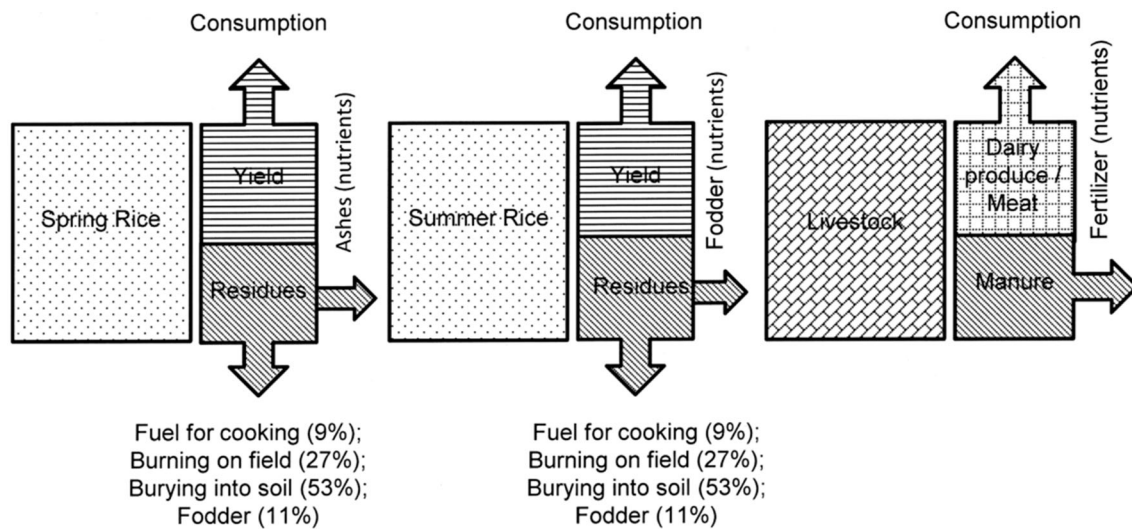 Consumption
Yield
Ashes (nutrients)
Spring Rice
Residues
Fuel for cooking (9%);
Burning on field (27%);
Burying into soil (53%);
Fodder (11%)
Consumption
Yield
Fodder (nutrients)
Summer Rice
Residues
Fuel for cooking (9%);
Burning on field (27%);
Burying into soil (53%);
Fodder (11%)
Consumption
Dairy
produce /
Meat
Fertilizer (nutrients)
Livestock
Manure